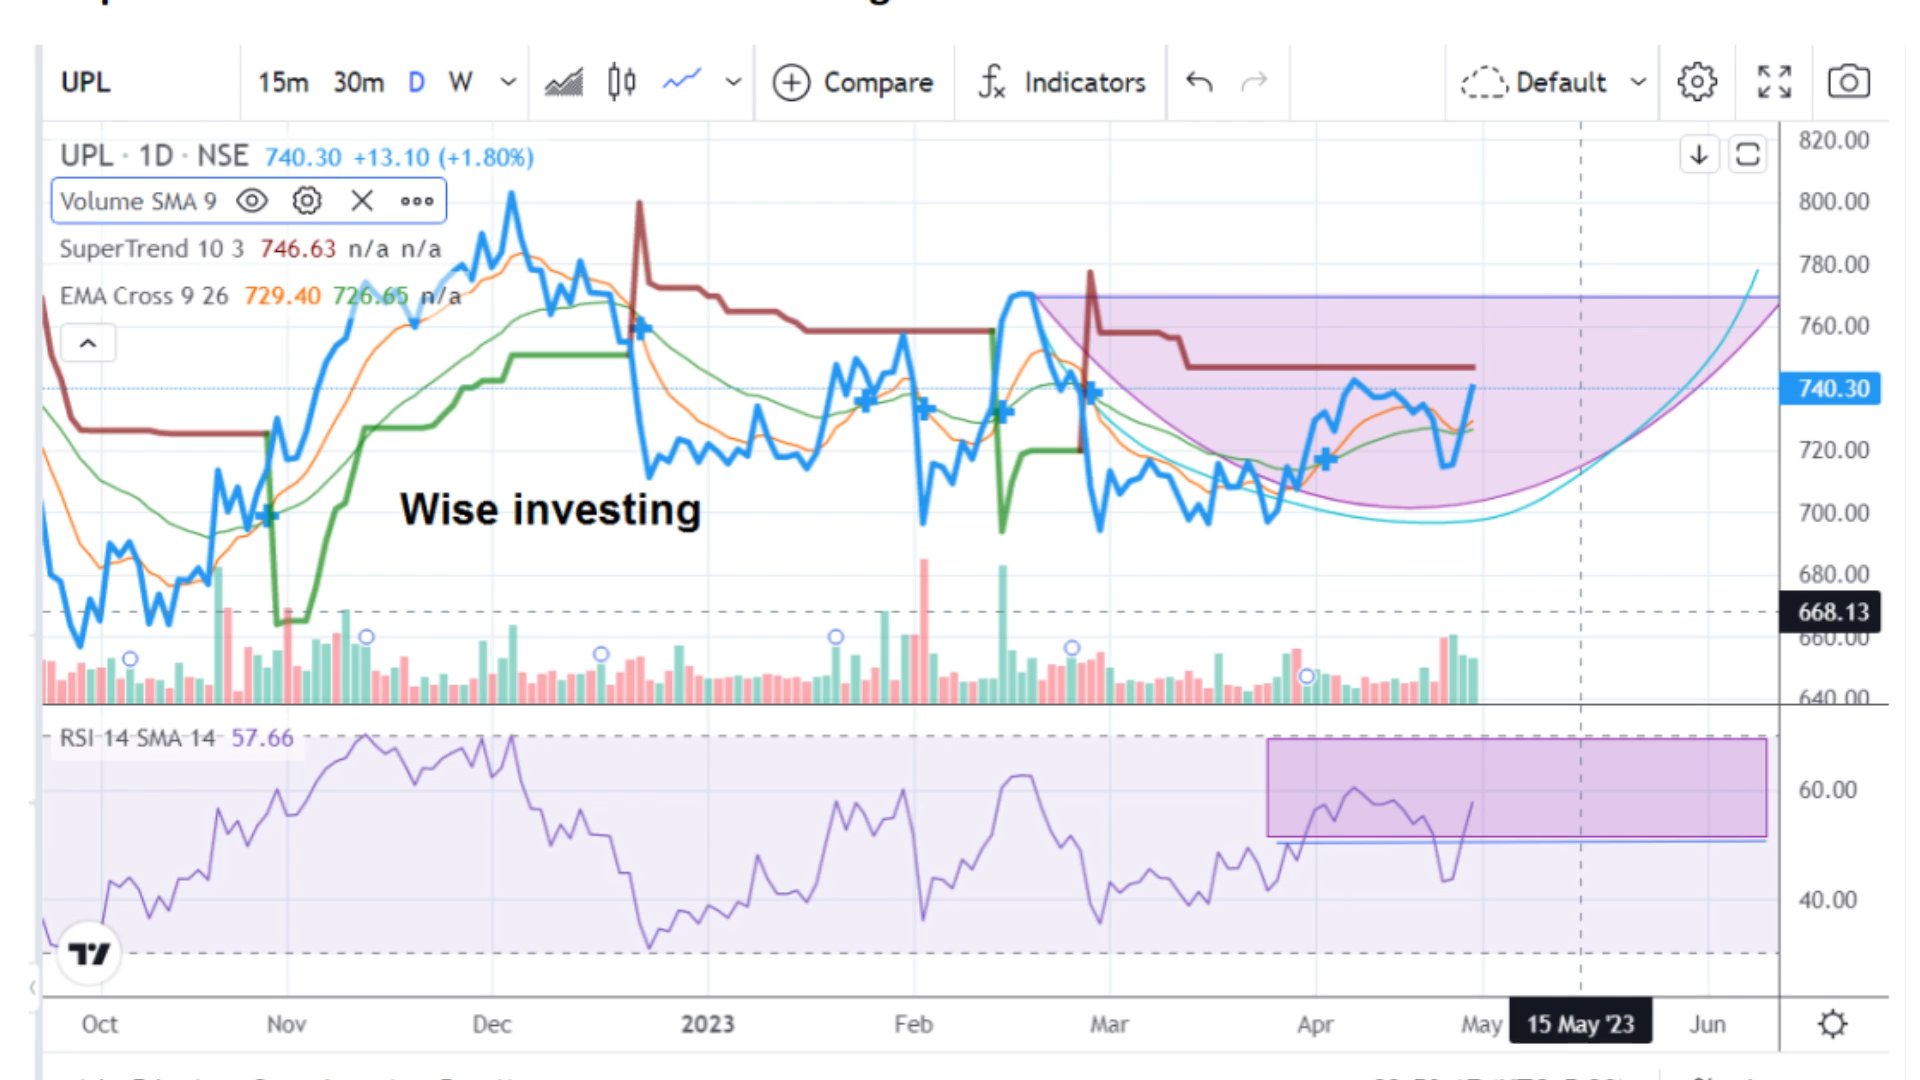 UPL 15m 30m D W Compare Indicators Default
UPL · 1D · NSE 740.30 +13.10 (+1.80%)
Volume SMA 9
SuperTrend 10 3 746.63 n/a n/a
EMA Cross 9 26 729.40 726.65 n/a
Wise investing
820.00
800.00
780.00
760.00
740.30
720.00
700.00
680.00
668.13
660.00
640.00
RSI 14 SMA 14 57.66
60.00
40.00
Oct Nov Dec 2023 Feb Mar Apr May 15 May '23 Jun